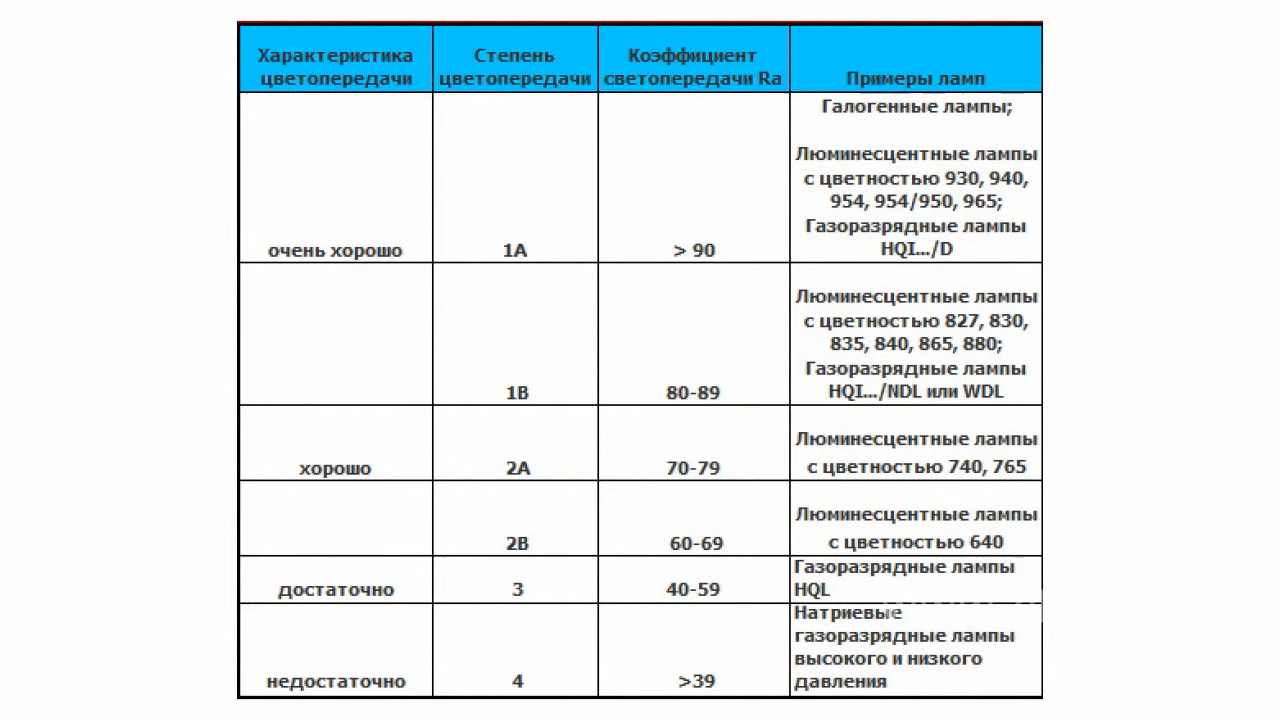 Характеристика цветопередачи
Степень цветопередачи
Коэффициент светопередачи Ra
Примеры ламп
очень хорошо
1A
> 90
Галогенные лампы;
Люминесцентные лампы
с цветностью 930, 940,
954, 954/950, 965;
Газоразрядные лампы
HQI.../D
1B
80-89
Люминесцентные лампы
с цветностью 827, 830,
835, 840, 865, 880;
Газоразрядные лампы
HQI.../NDL или WDL
хорошо
2A
70-79
Люминесцентные лампы
с цветностью 740, 765
2B
60-69
Люминесцентные лампы
с цветностью 640
достаточно
3
40-59
Газоразрядные лампы
HQL
недостаточно
4
>39
Натриевые
газоразрядные лампы
высокого и низкого
давления